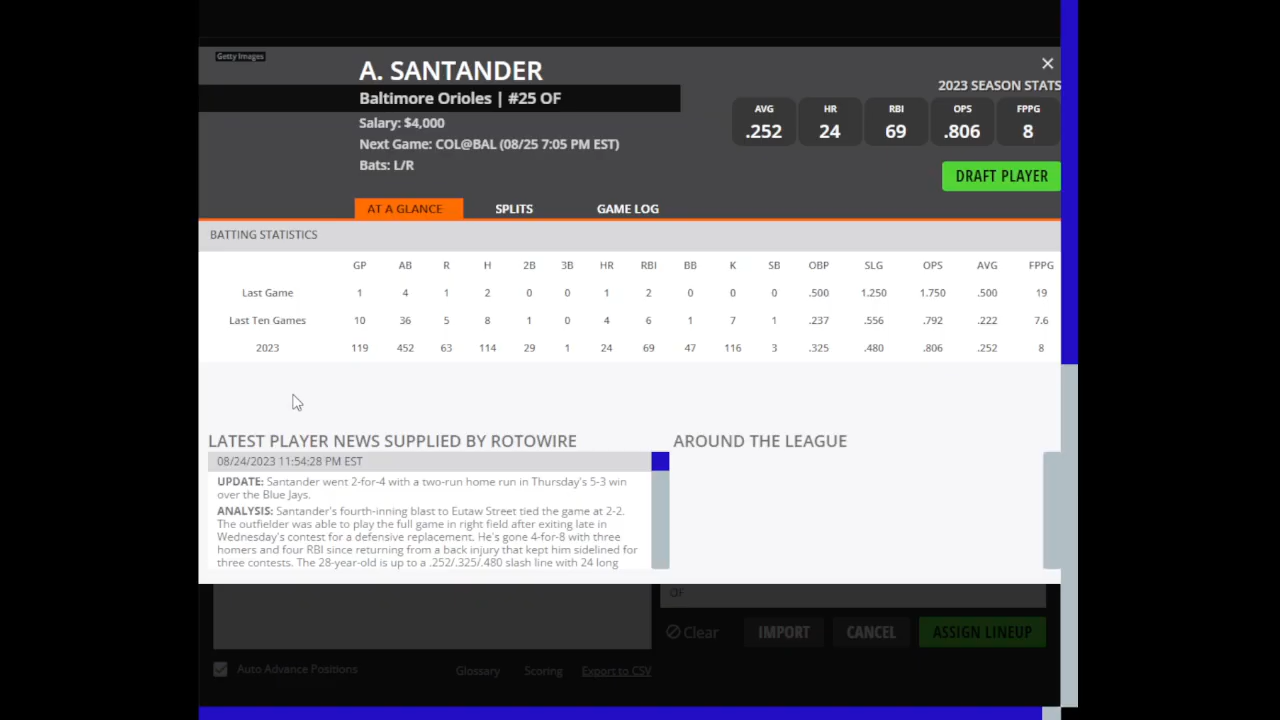 Getty Images
A. SANTANDER
Baltimore Orioles | #25 OF
Salary: $4,000
Next Game: COL@BAL (08/25 7:05 PM EST)
Bats: L/R
2023 SEASON STATS
AVG HR RBI OPS FPPG
.252 24 69 .806 8
DRAFT PLAYER
AT A GLANCE SPLITS GAME LOG
BATTING STATISTICS
GP AB R H 2B 3B HR RBI BB K SB OBP SLG OPS AVG FPPG
Last Game 1 4 1 2 0 0 1 2 0 0 0 .500 1.250 1.750 .500 19
Last Ten Games 10 36 5 8 1 0 4 6 1 7 1 .237 .556 .792 .222 7.6
2023 119 452 63 114 29 1 24 69 47 116 3 .325 .480 .806 .252 8
LATEST PLAYER NEWS SUPPLIED BY ROTOWIRE
08/24/2023 11:54:28 PM EST
UPDATE: Santander went 2-for-4 with a two-run home run in Thursday's 5-3 win
over the Blue Jays.
ANALYSIS: Santander's fourth-inning blast to Eutaw Street tied the game at 2-2.
The outfielder was able to play the full game in right field after exiting late in
Wednesday's contest for a defensive replacement. He's gone 4-for-8 with three
homers and four RBI since returning from a back injury that kept him sidelined for
three contests. The 28-year-old is up to a .252/.325/.480 slash line with 24 long
AROUND THE LEAGUE
OF
Clear IMPORT CANCEL ASSIGN LINEUP
Auto Advance Positions Glossary Scoring Export to CSV